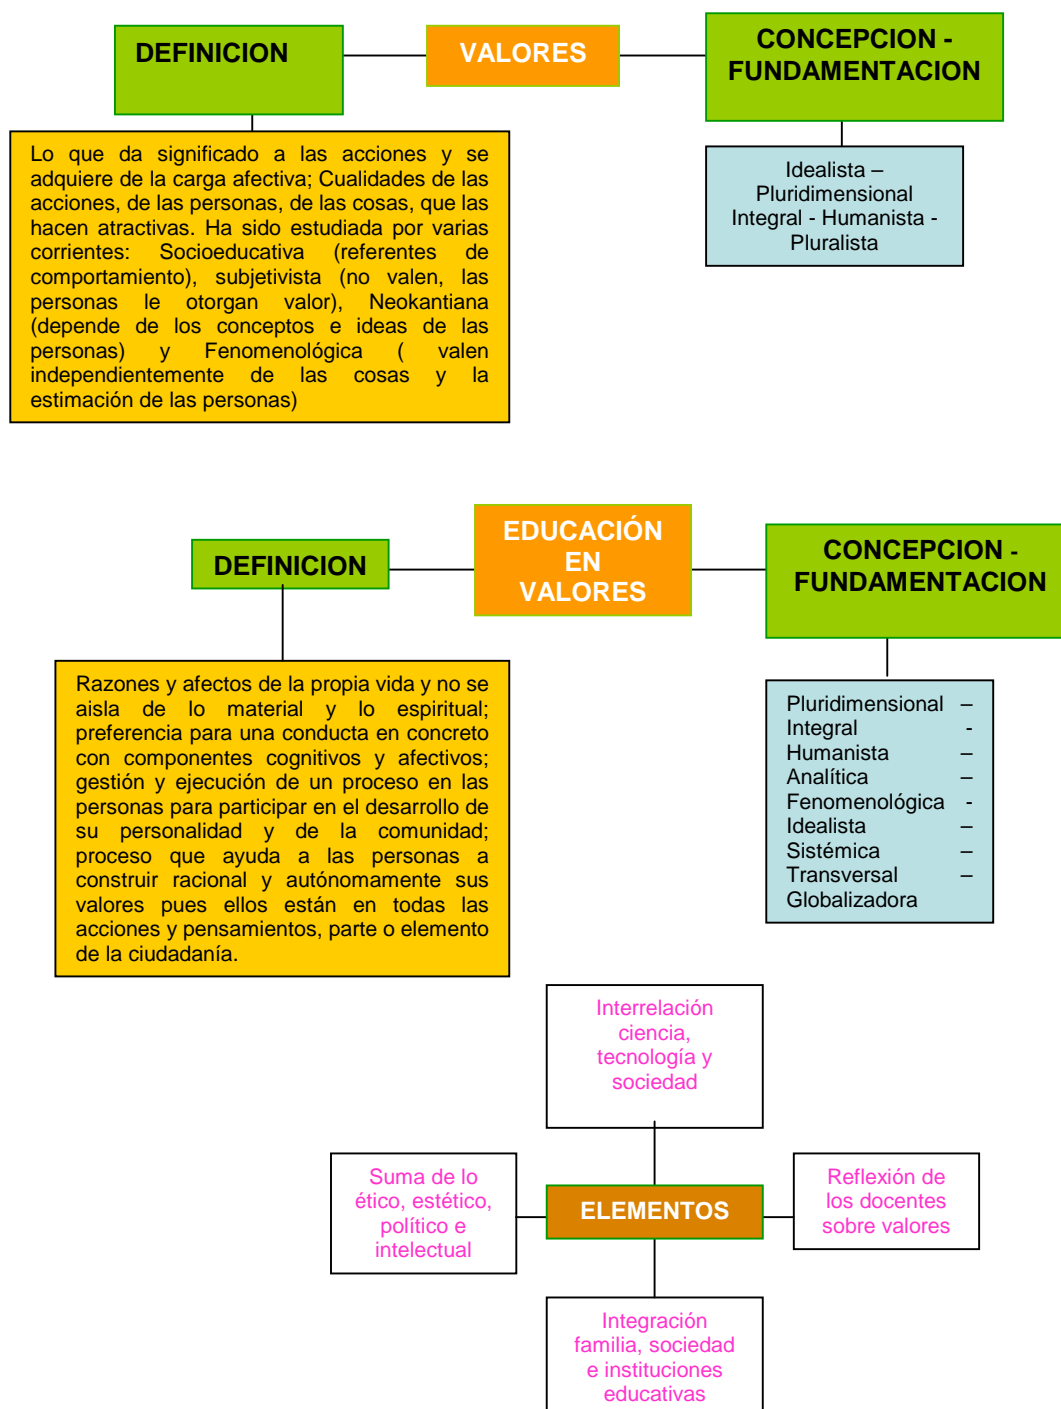 DEFINICION
VALORES
CONCEPCION -
FUNDAMENTACION
Lo que da significado a las acciones y se
adquiere de la carga afectiva; Cualidades de las
acciones, de las personas, de las cosas, que las
hacen atractivas. Ha sido estudiada por varias
corrientes: Socioeducativa (referentes de
comportamiento), subjetivista (no valen, las
personas le otorgan valor), Neokantiana
(depende de los conceptos e ideas de las
personas) y Fenomenológica ( valen
independientemente de las cosas y la
estimación de las personas)
Idealista –
Pluridimensional
Integral - Humanista -
Pluralista
DEFINICION
EDUCACIÓN
EN
VALORES
CONCEPCION -
FUNDAMENTACION
Razones y afectos de la propia vida y no se
aisla de lo material y lo espiritual;
preferencia para una conducta en concreto
con componentes cognitivos y afectivos;
gestión y ejecución de un proceso en las
personas para participar en el desarrollo de
su personalidad y de la comunidad;
proceso que ayuda a las personas a
construir racional y autónomamente sus
valores pues ellos están en todas las
acciones y pensamientos, parte o elemento
de la ciudadanía.
Pluridimensional –
Integral -
Humanista –
Analítica –
Fenomenológica -
Idealista –
Sistémica –
Transversal –
Globalizadora
Interrelación
ciencia,
tecnología y
sociedad
Suma de lo
ético, estético,
político e
intelectual
ELEMENTOS
Reflexión de
los docentes
sobre valores
Integración
familia, sociedad
e instituciones
educativas